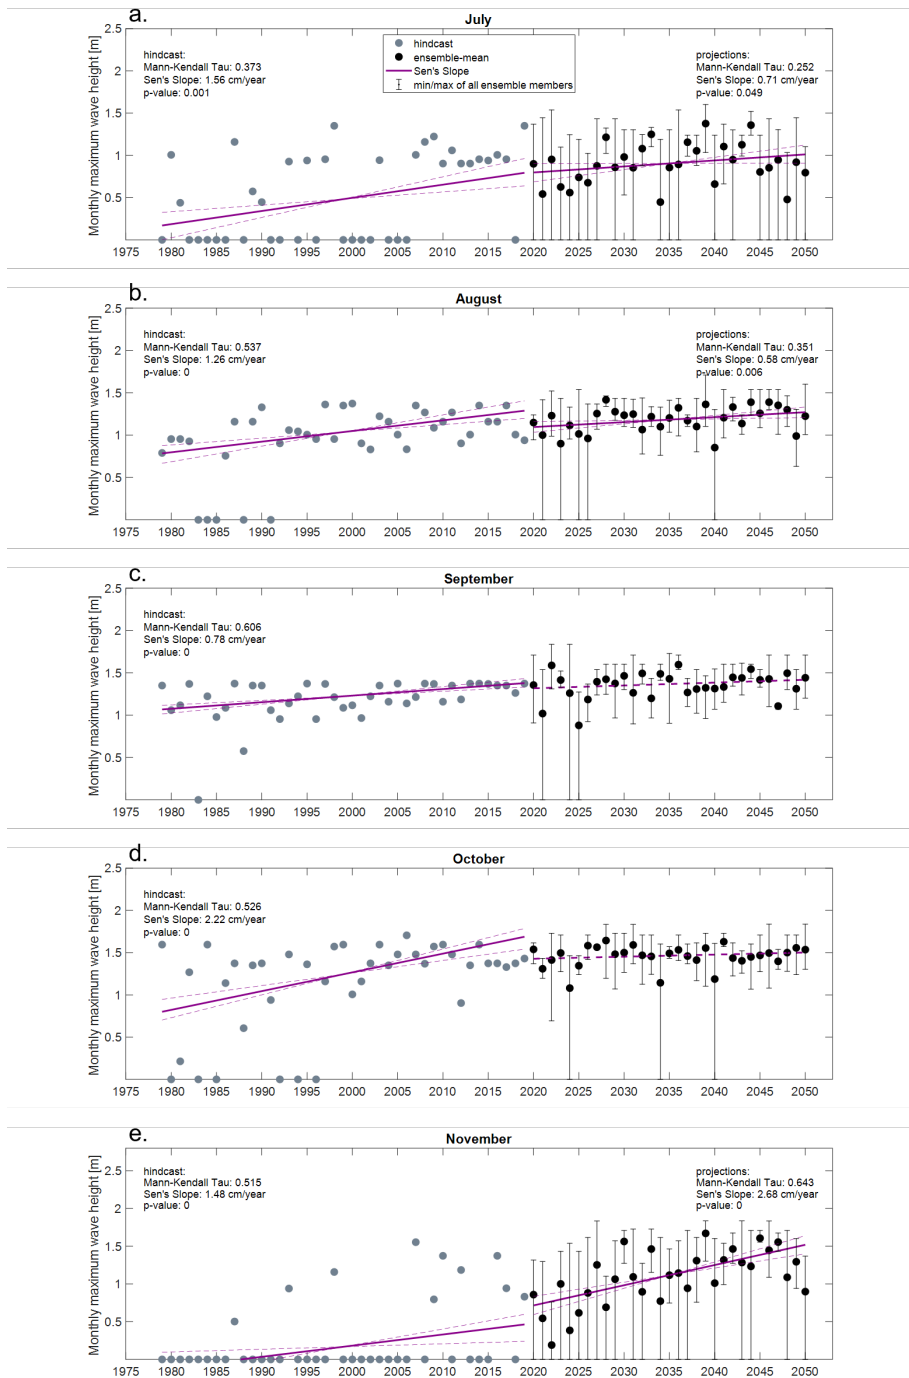 a.
July
Monthly maximum wave height [m]
2.5
2
1.5
1
0.5
hindcast:
Mann-Kendall Tau: 0.373
Sen's Slope: 1.56 cm/year
p-value: 0.001
hindcast
ensemble-mean
Sen's Slope
min/max of all ensemble members
projections:
Mann-Kendall Tau: 0.252
Sen's Slope: 0.71 cm/year
p-value: 0.049
1975 1980 1985 1990 1995 2000 2005 2010 2015 2020 2025 2030 2035 2040 2045 2050
b.
August
Monthly maximum wave height [m]
2.5
2
1.5
1
0.5
hindcast:
Mann-Kendall Tau: 0.537
Sen's Slope: 1.26 cm/year
p-value: 0
projections:
Mann-Kendall Tau: 0.351
Sen's Slope: 0.58 cm/year
p-value: 0.006
1975 1980 1985 1990 1995 2000 2005 2010 2015 2020 2025 2030 2035 2040 2045 2050
c.
September
Monthly maximum wave height [m]
2.5
2
1.5
1
0.5
hindcast:
Mann-Kendall Tau: 0.606
Sen's Slope: 0.78 cm/year
p-value: 0
1975 1980 1985 1990 1995 2000 2005 2010 2015 2020 2025 2030 2035 2040 2045 2050
d.
October
Monthly maximum wave height [m]
2.5
2
1.5
1
0.5
hindcast:
Mann-Kendall Tau: 0.526
Sen's Slope: 2.22 cm/year
p-value: 0
1975 1980 1985 1990 1995 2000 2005 2010 2015 2020 2025 2030 2035 2040 2045 2050
e.
November
Monthly maximum wave height [m]
2.5
2
1.5
1
0.5
hindcast:
Mann-Kendall Tau: 0.515
Sen's Slope: 1.48 cm/year
p-value: 0
projections:
Mann-Kendall Tau: 0.643
Sen's Slope: 2.68 cm/year
p-value: 0
1975 1980 1985 1990 1995 2000 2005 2010 2015 2020 2025 2030 2035 2040 2045 2050